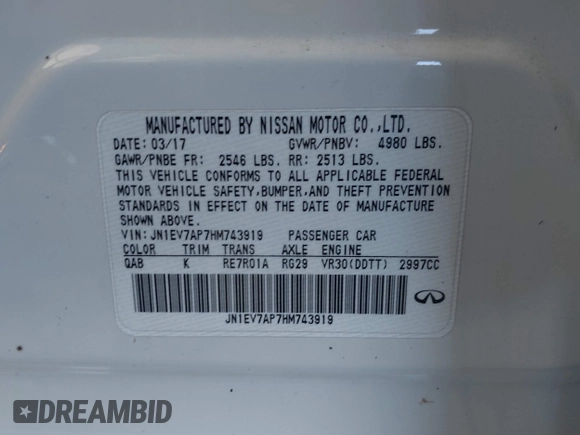 MANUFACTURED BY NISSAN MOTOR CO.,LTD.
DATE: 03/17 GVWR/PNBV: 4980 LBS.
GAWR/PNBE FR: 2546 LBS. RR: 2513 LBS.
THIS VEHICLE CONFORMS TO ALL APPLICABLE FEDERAL
MOTOR VEHICLE SAFETY,BUMPER,AND THEFT PREVENTION
STANDARDS IN EFFECT ON THE DATE OF MANUFACTURE
SHOWN ABOVE.
VIN: JN1EV7AP7HM743919 PASSENGER CAR
COLOR TRIM TRANS AXLE ENGINE
QAB K RE7R01A RG29 VR30(DDTT) 2997CC
JN1EV7AP7HM743919
DREAMBID